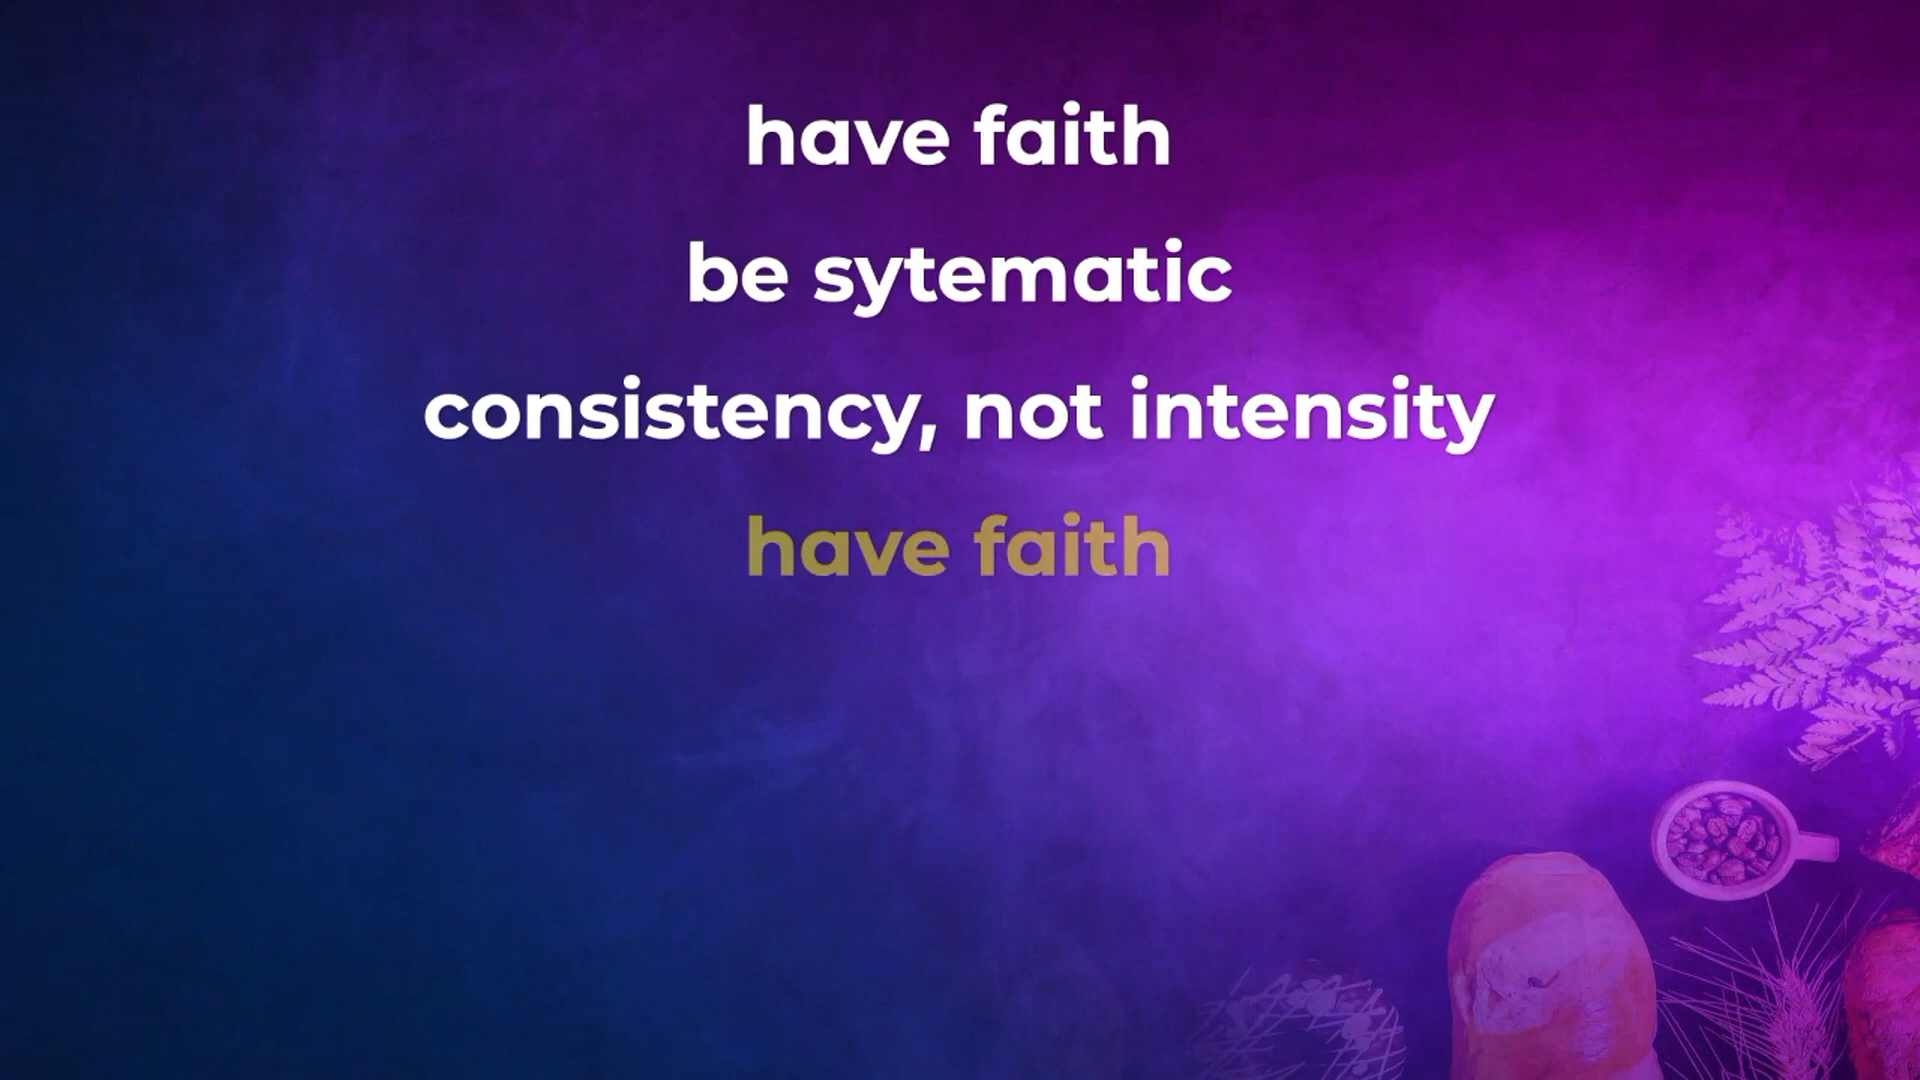 have faith
be sytematic
consistency, not intensity
have faith